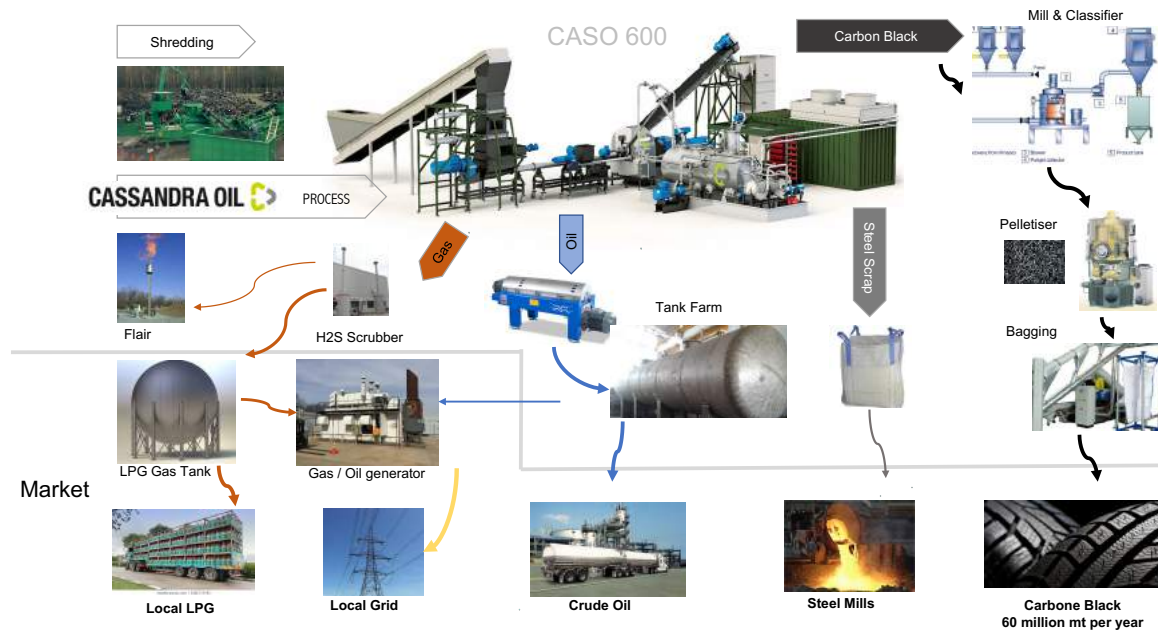 Shredding
CASO 600
Carbon Black
Mill & Classifier
CASSANDRA OIL
PROCESS
Gas
Oil
Steel Scrap
Pelletiser
Flair
H2S Scrubber
Tank Farm
Bagging
LPG Gas Tank
Gas / Oil generator
Market
Local LPG
Local Grid
Crude Oil
Steel Mills
Carbone Black
60 million mt per year